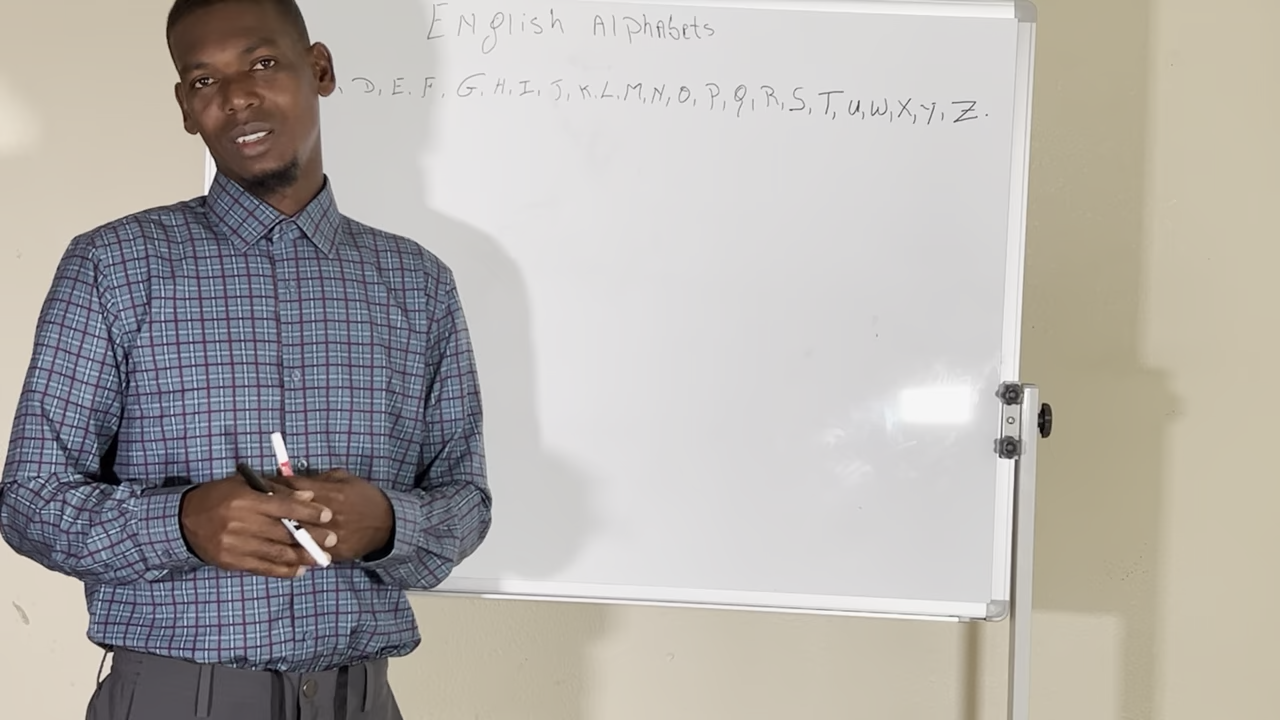 English Alphabets
, D, E. F, G, H, I, J, K. L, M, N, O, P, Q, R, S, T, U, W, X, Y, Z.